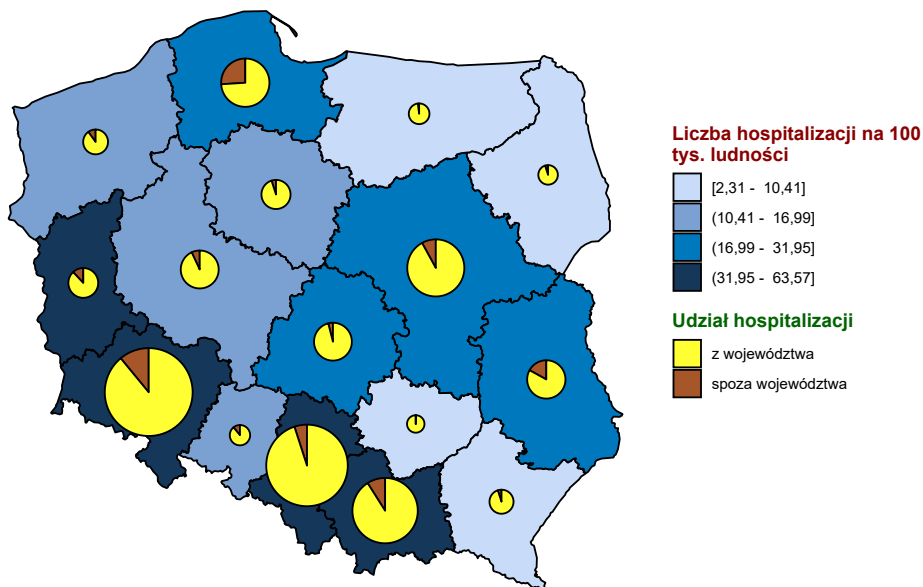 Liczba hospitalizacji na 100
tys. ludności
[2,31 - 10,41]
(10,41 - 16,99]
(16,99 - 31,95]
(31,95 - 63,57]
Udział hospitalizacji
z województwa
spoza województwa